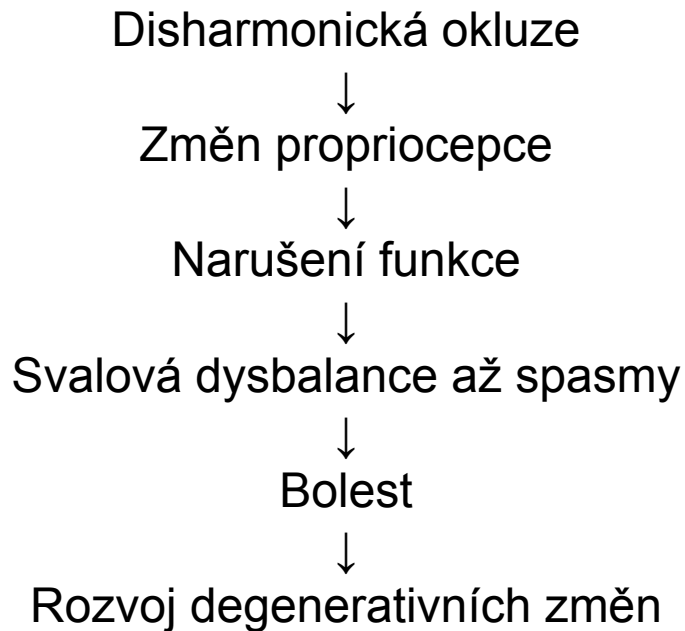 Disharmonická okluze
↓
Změn propriocepce
↓
Narušení funkce
↓
Svalová dysbalance až spasmy
↓
Bolest
↓
Rozvoj degenerativních změn